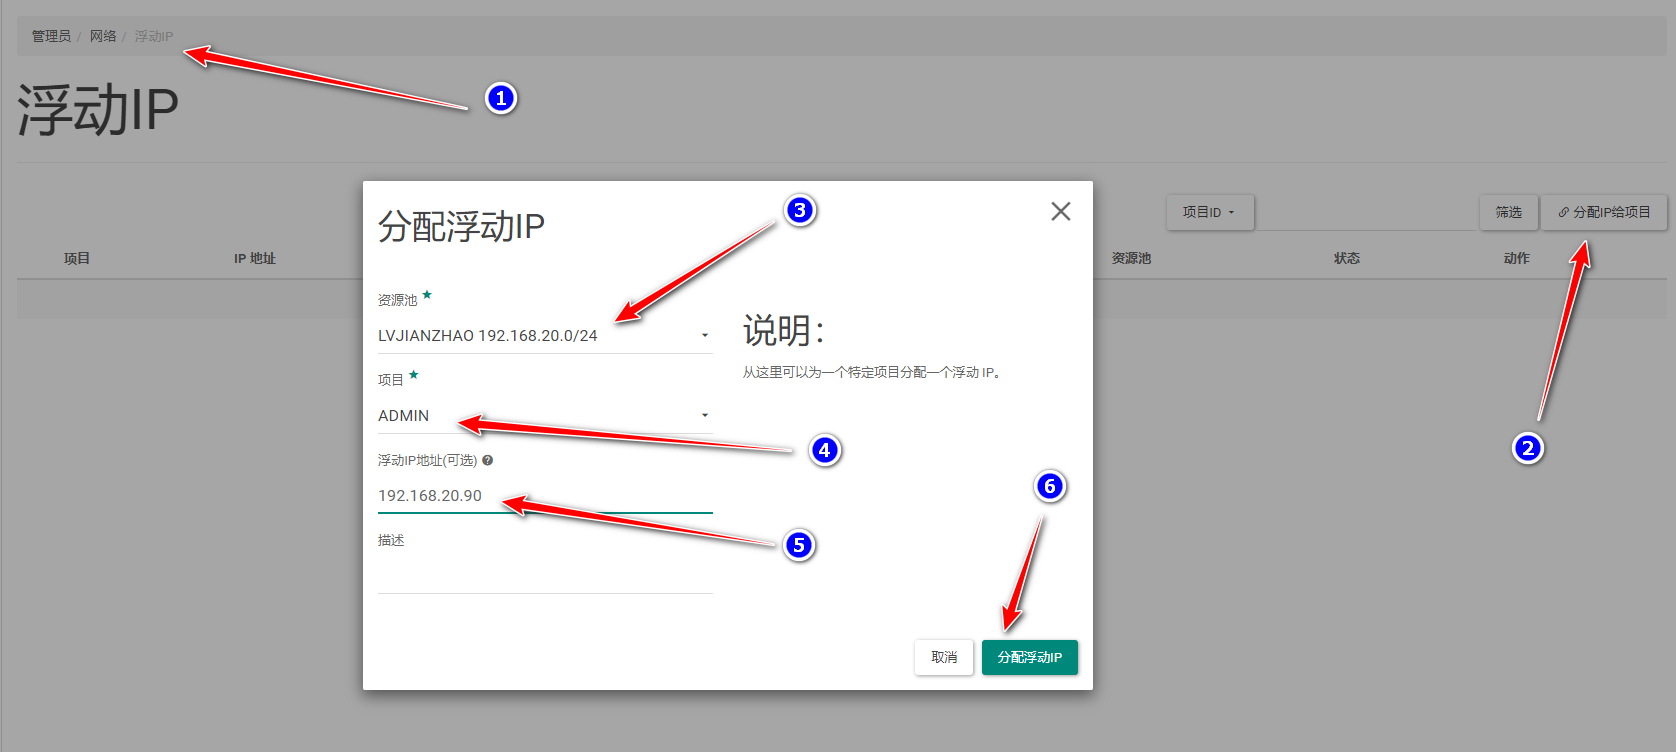 管理员 / 网络 / 浮动IP
1
浮动IP
项目ID
筛选
分配IP给项目
项目
IP 地址
资源池
状态
动作
2
分配浮动IP
3
资源池 ★
LVJIANZHAO 192.168.20.0/24
项目 ★
ADMIN
4
浮动IP地址(可选)
192.168.20.90
5
描述
说明：
从这里可以为一个特定项目分配一个浮动 IP。
6
取消
分配浮动IP